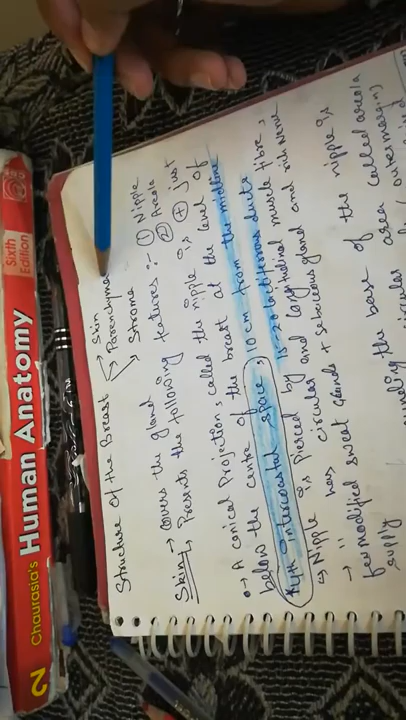 2 Chaurasia's Human Anatomy Sixth Edition
Structure Of the Breast → Skin
→ Parenchyma
→ Stroma
Skin → Covers the gland
Presents the following features :- ① Nipple
② Areola
→ A conical Projection, called the nipple is just
below the centre of the breast at the level of
intercoastal space, 10 cm from the midline
→ Nipple is pierced by 15-20 lactiferous ducts
→ " has circular and longitudinal muscle fibre,
few modified sweat glands + sebaceous gland and rich nerve
supply
the base of the nipple is
circular area called areola
outer margin